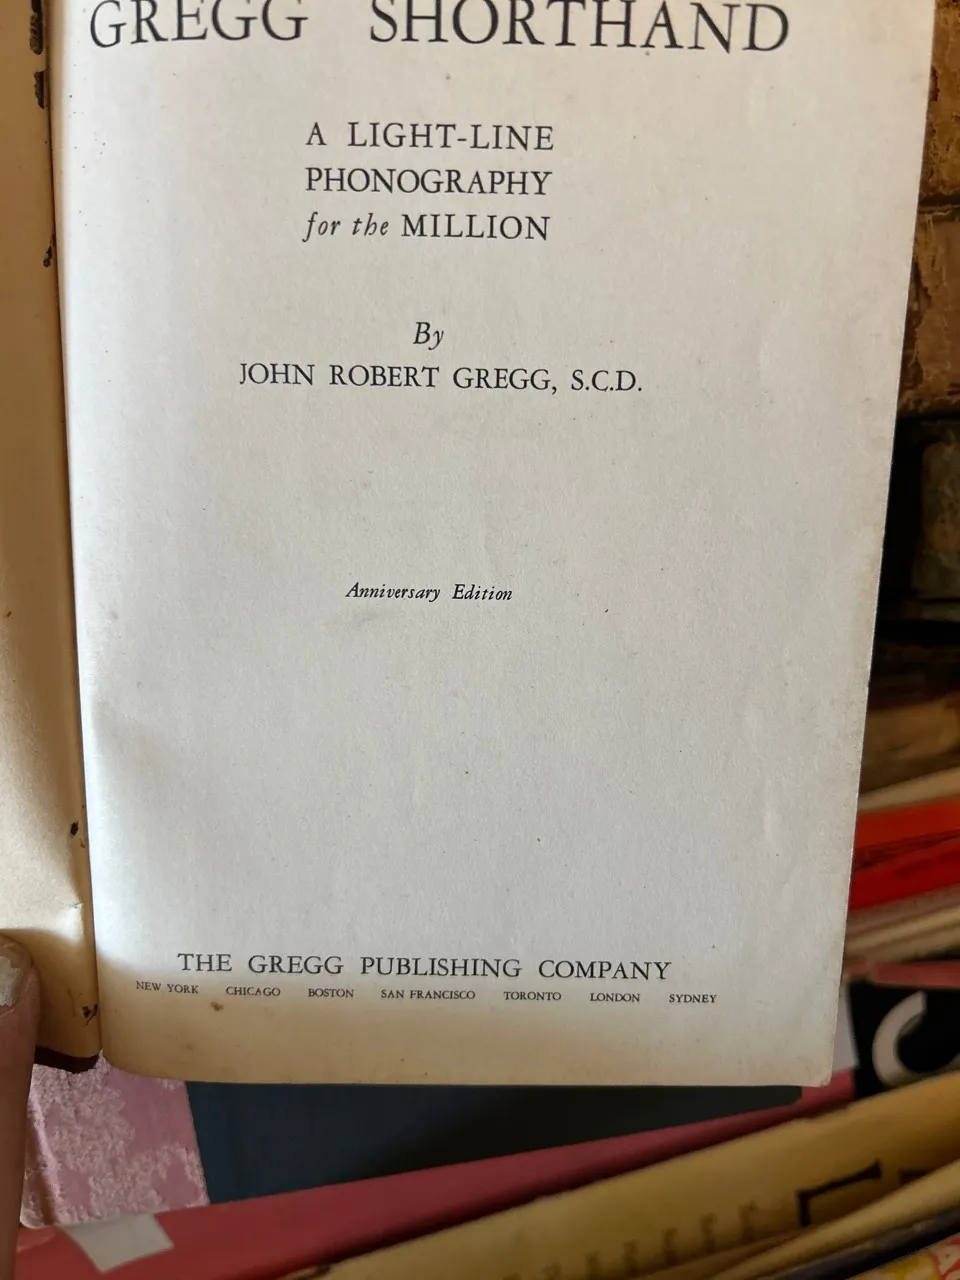 GREGG SHORTHAND
A LIGHT-LINE
PHONOGRAPHY
for the MILLION
By
JOHN ROBERT GREGG, S.C.D.
Anniversary Edition
THE GREGG PUBLISHING COMPANY
NEW YORK CHICAGO BOSTON SAN FRANCISCO TORONTO LONDON SYDNEY